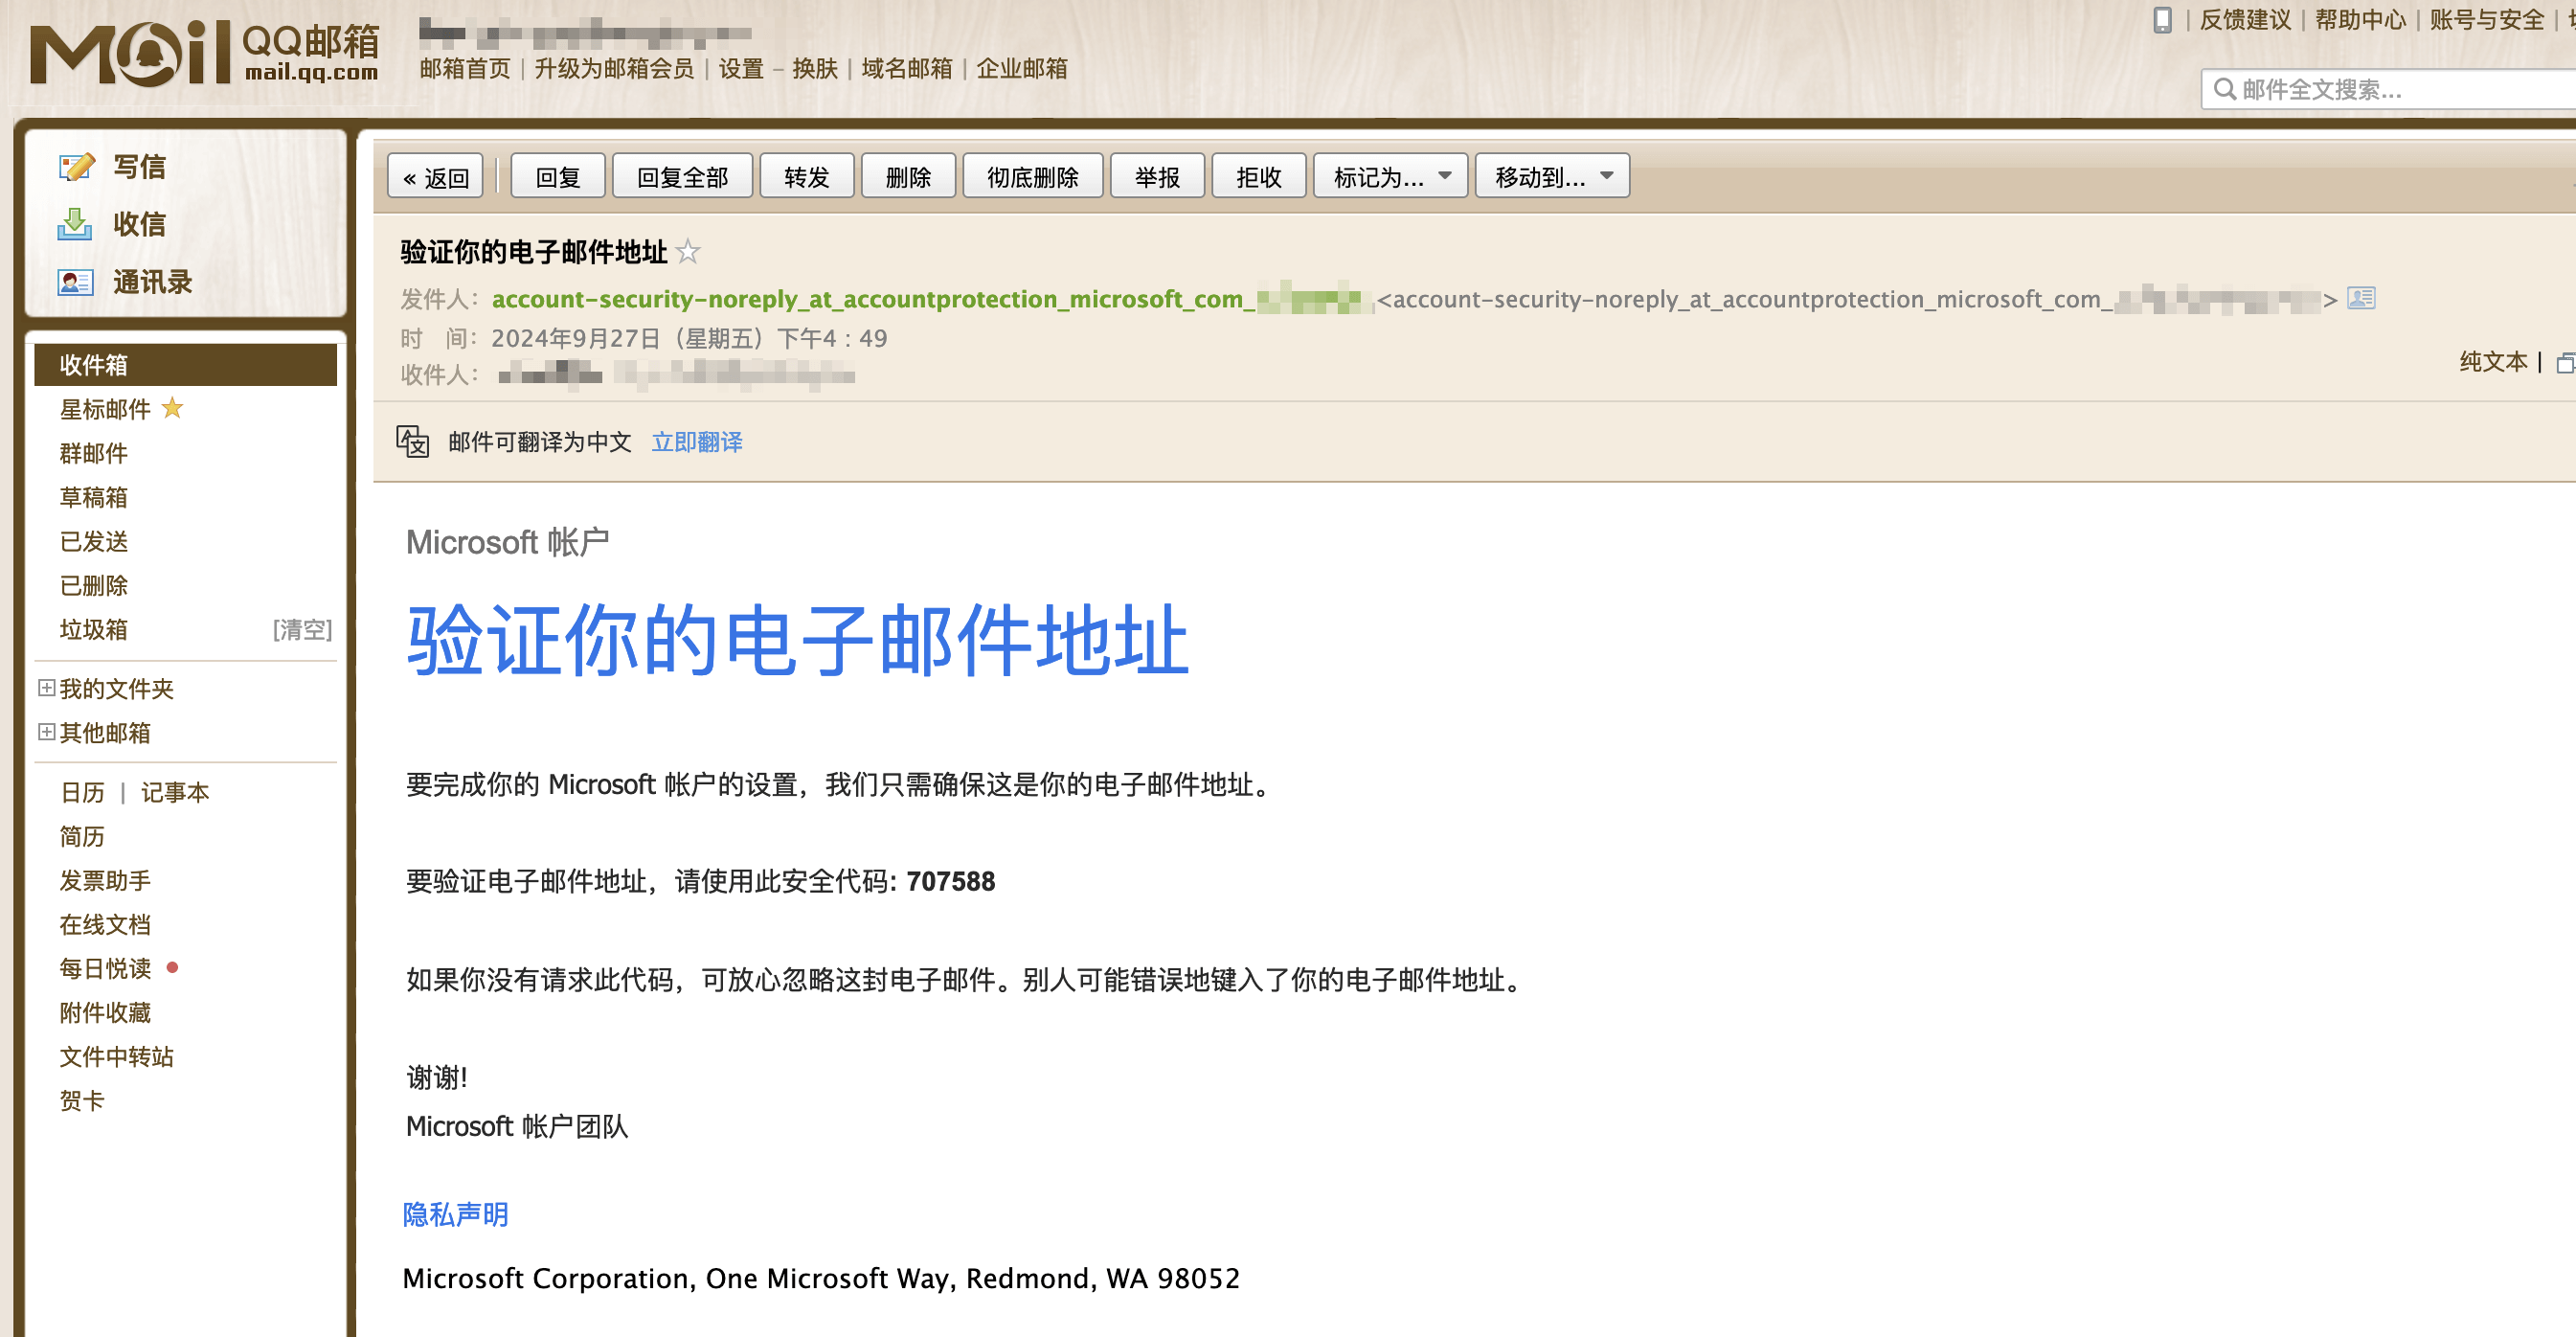 Mail QQ邮箱
mail.qq.com
邮箱首页 | 升级为邮箱会员 | 设置 - 换肤 | 域名邮箱 | 企业邮箱
反馈建议 | 帮助中心 | 账号与安全 |
邮件全文搜索...
写信
收信
通讯录
收件箱
星标邮件
群邮件
草稿箱
已发送
已删除
垃圾箱 [清空]
我的文件夹
其他邮箱
日历 | 记事本
简历
发票助手
在线文档
每日悦读
附件收藏
文件中转站
贺卡
« 返回 回复 回复全部 转发 删除 彻底删除 举报 拒收 标记为... 移动到...
验证你的电子邮件地址
发件人: account-security-noreply_at_accountprotection_microsoft_com_ <account-security-noreply_at_accountprotection_microsoft_com_ >
时 间: 2024年9月27日 (星期五) 下午4:49
收件人:
纯文本 |
邮件可翻译为中文 立即翻译
Microsoft 帐户
验证你的电子邮件地址
要完成你的 Microsoft 帐户的设置，我们只需确保这是你的电子邮件地址。
要验证电子邮件地址，请使用此安全代码: 707588
如果你没有请求此代码，可放心忽略这封电子邮件。别人可能错误地键入了你的电子邮件地址。
谢谢!
Microsoft 帐户团队
隐私声明
Microsoft Corporation, One Microsoft Way, Redmond, WA 98052